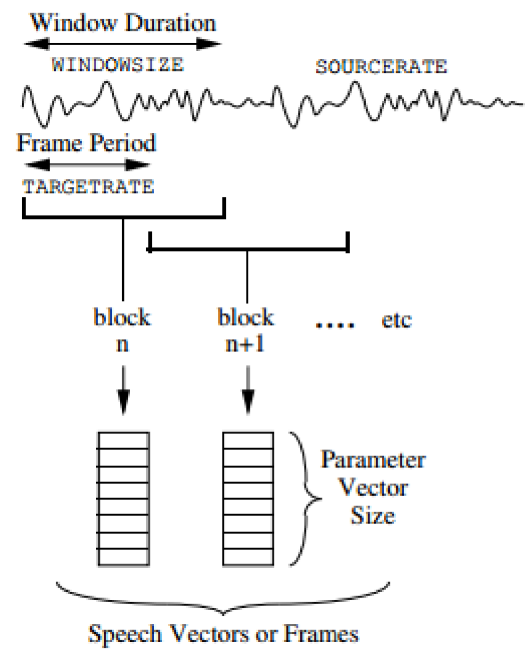 Window Duration
WINDOWSIZE
SOURCERATE
Frame Period
TARGETRATE
block
n
block
n+1
.... etc
Parameter
Vector
Size
Speech Vectors or Frames